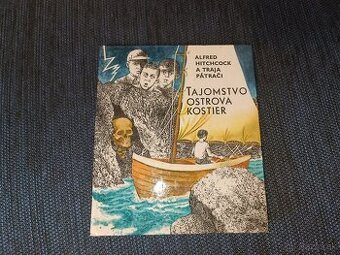 ALFRED
HITCHCOCK
A TRAJA
PÁTRAČI
TAJOMSTVO
OSTROVA
KOSTIER